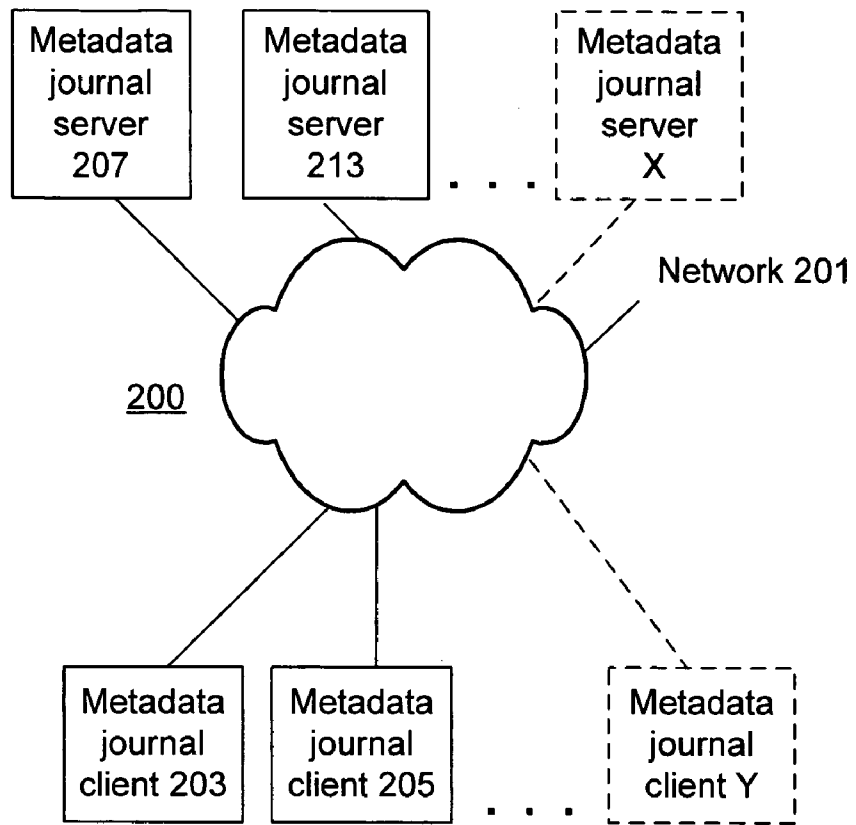 Metadata
journal
server
207
Metadata
journal
server
213
. . .
Metadata
journal
server
X
Network 201
200
Metadata
journal
client 203
Metadata
journal
client 205
. . .
Metadata
journal
client Y